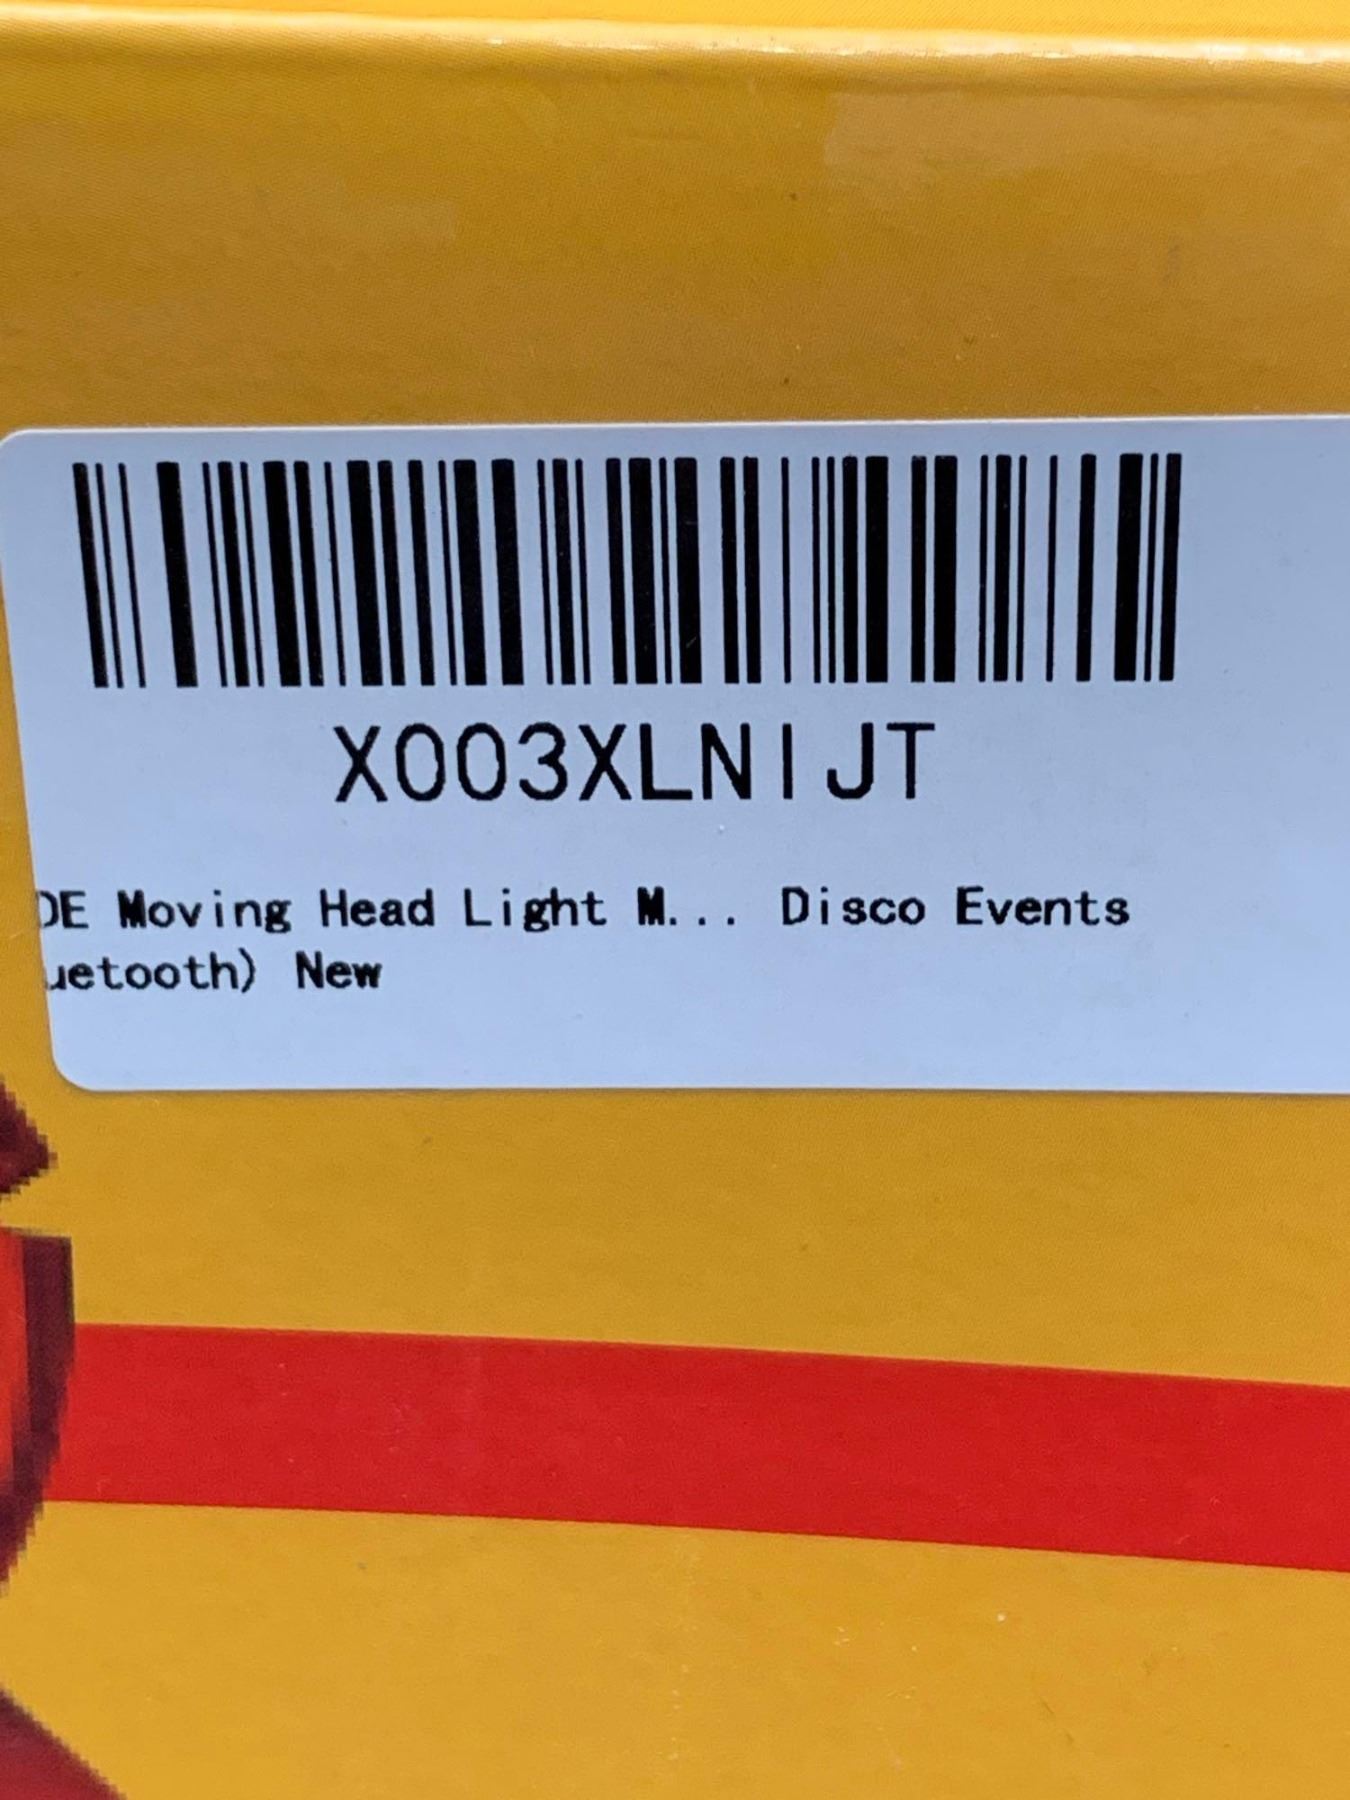 X003XLNIJT
DE Moving Head Light M... Disco Events
uetooth) New